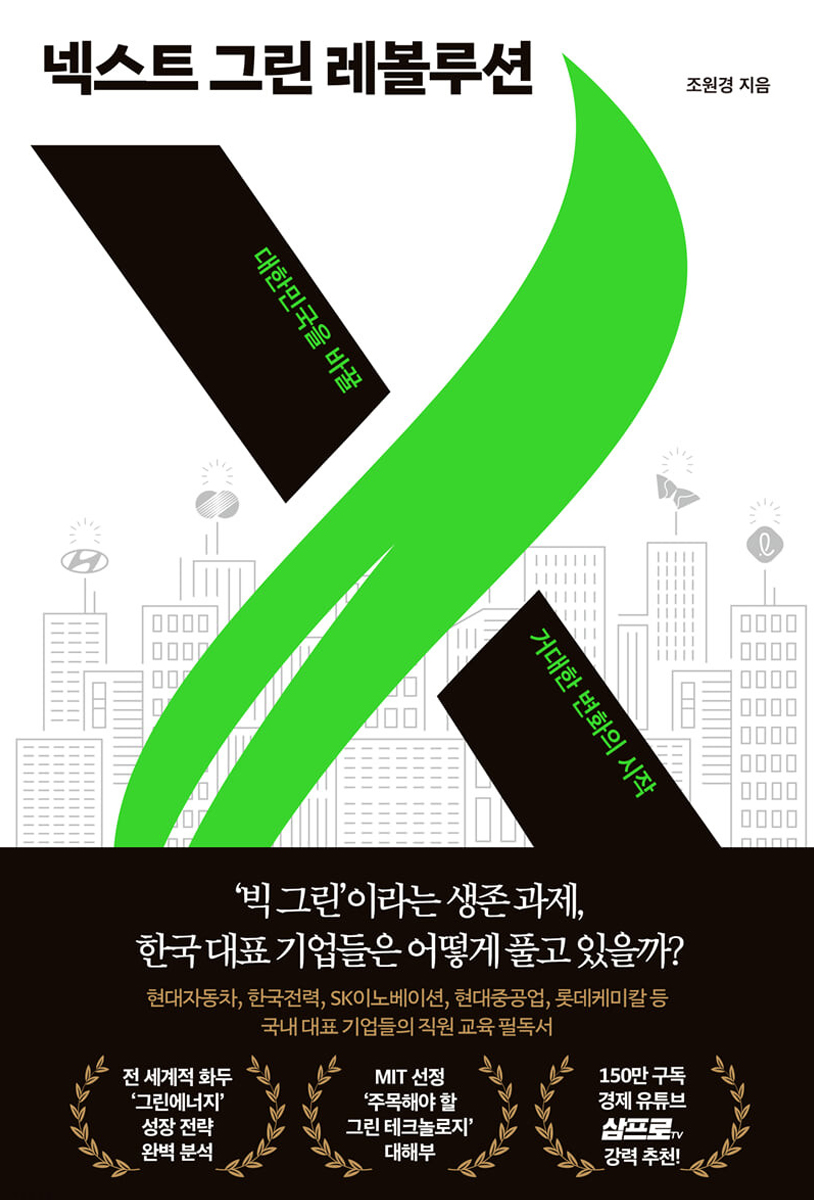 넥스트 그린 레볼루션
조원경 지음
대한민국을 바꿀
거대한 변화의 시작
‘빅 그린’이라는 생존 과제,
한국 대표 기업들은 어떻게 풀고 있을까?
현대자동차, 한국전력, SK이노베이션, 현대중공업, 롯데케미칼 등
국내 대표 기업들의 직원 교육 필독서
전 세계적 화두
‘그린에너지’
성장 전략
완벽 분석
MIT 선정
‘주목해야 할
그린 테크놀로지’
대해부
150만 구독
경제 유튜브
삼프로TV
강력 추천!